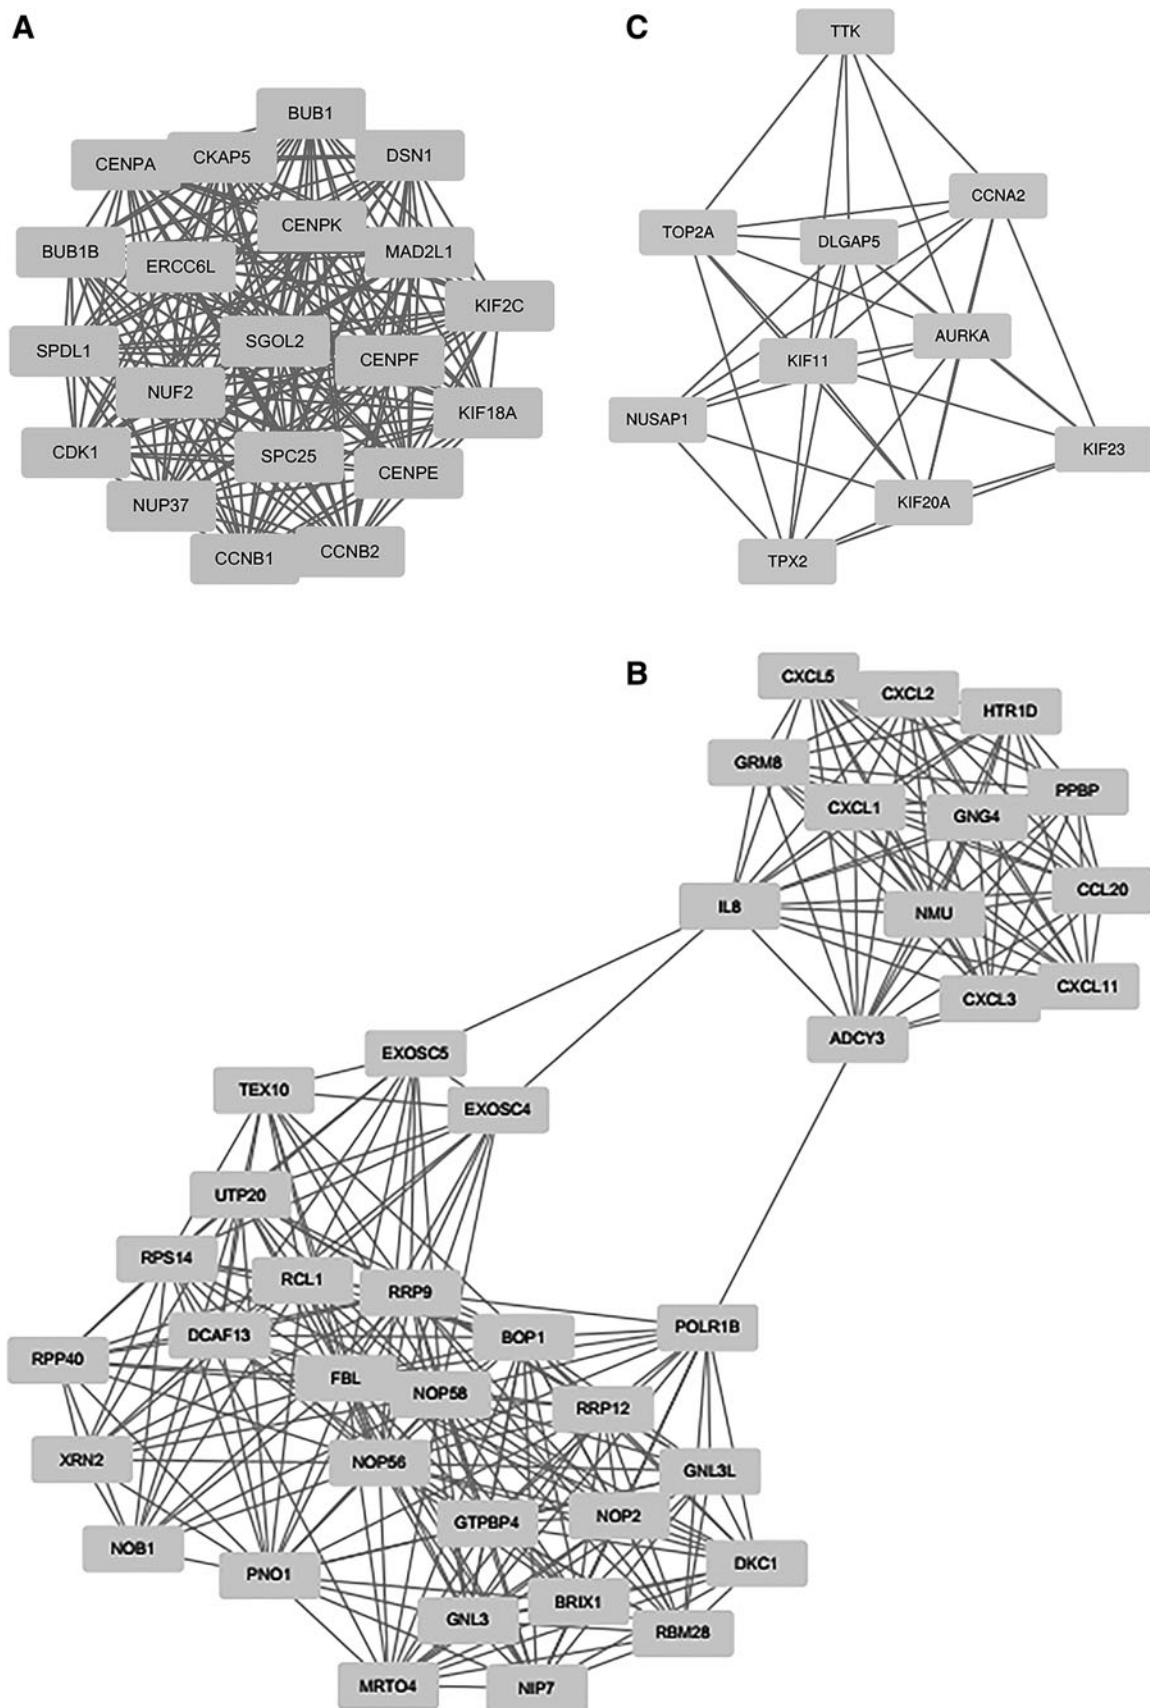 A
BUB1
CENPA
CKAP5
DSN1
CENPK
BUB1B
ERCC6L
MAD2L1
KIF2C
SPDL1
SGOL2
CENPF
NUF2
KIF18A
CDK1
SPC25
CENPE
NUP37
CCNB1
CCNB2
C
TTK
CCNA2
TOP2A
DLGAP5
AURKA
KIF11
NUSAP1
KIF23
KIF20A
TPX2
B
CXCL5
CXCL2
HTR1D
GRM8
PPBP
CXCL1
GNG4
CCL20
IL8
NMU
CXCL11
CXCL3
ADCY3
EXOSC5
TEX10
EXOSC4
UTP20
RPS14
RCL1
RRP9
POLR1B
DCAF13
BOP1
RPP40
FBL
NOP58
RRP12
XRN2
NOP56
GNL3L
GTPBP4
NOP2
NOB1
DKC1
PNO1
BRIX1
GNL3
RBM28
MRTO4
NIP7